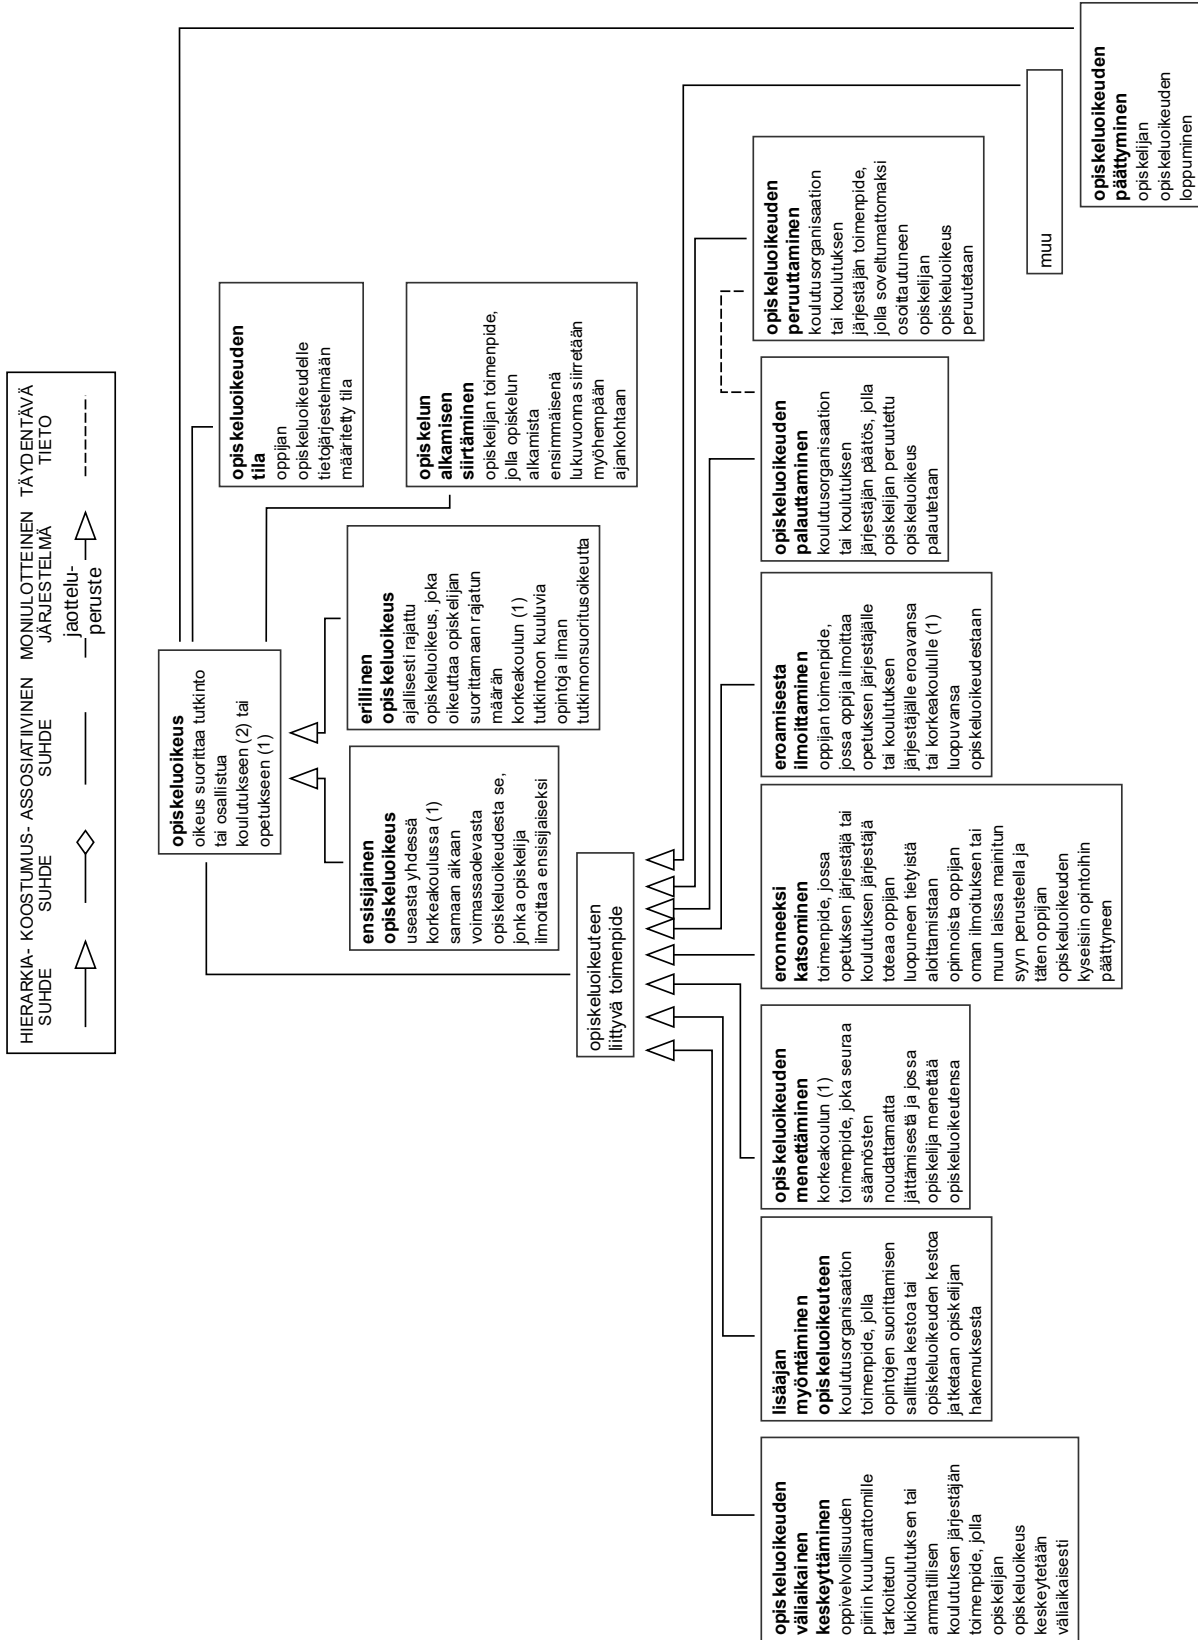 HIERARKIA-
SUHDE
KOOSTUMUS-
SUHDE
ASSOSIATIIVINEN
SUHDE
MONIULOTTEINEN
JÄRJESTELMÄ
jaottelu-
peruste
TÄYDENTÄVÄ
TIETO
opiskeluoikeus
oikeus suorittaa tutkinto
tai osallistua
koulutukseen (2) tai
opetukseen (1)
opiskeluoikeuden
tila
oppijan
opiskeluoikeudelle
tietojärjestelmään
määritetty tila
ensisijainen
opiskeluoikeus
useasta yhdessä
korkeakoulussa (1)
samaan aikaan
voimassaolevasta
opiskeluoikeudesta se,
jonka opiskelija
ilmoittaa ensisijaiseksi
erillinen
opiskeluoikeus
ajallisesti rajattu
opiskeluoikeus, joka
oikeuttaa opiskelijan
suorittamaan rajatun
määrän
korkeakoulun (1)
tutkintoon kuuluvia
opintoja ilman
tutkinnonsuoritusoikeutta
opiskelun
alkamisen
siirtäminen
opiskelijan toimenpide,
jolla opiskelun
alkamista
ensimmäisenä
lukuvuonna siirretään
myöhempään
ajankohtaan
opiskeluoikeuteen
liittyvä toimenpide
opiskeluoikeuden
väliaikainen
keskeyttäminen
oppivelvollisuuden
piiriin kuulumattomille
tarkoitetun
lukiokoulutuksen tai
ammatillisen
koulutuksen järjestäjän
toimenpide, jolla
opiskelijan
opiskeluoikeus
keskeytetään
väliaikaisesti
lisäajan
myöntäminen
opiskeluoikeuteen
koulutusorganisaation
toimenpide, jolla
opintojen suorittamisen
sallittua kestoa tai
opiskeluoikeuden kestoa
jatketaan opiskelijan
hakemuksesta
opiskeluoikeuden
menettäminen
korkeakoulun (1)
toimenpide, joka seuraa
säännösten
noudattamatta
jättämisestä ja jossa
opiskelija menettää
opiskeluoikeutensa
eronneeksi
katsominen
toimenpide, jossa
opetuksen järjestäjä tai
koulutuksen järjestäjä
toteaa oppijan
luopunen tietyistä
aloittamistaan
opinnoista oppijan
oman ilmoituksen tai
muun laissa mainitun
syyn perusteella ja
täten oppijan
opiskeluoikeuden
kyseisiin opintoihin
päättyneen
eroamisesta
ilmoittaminen
oppijan toimenpide,
jossa oppija ilmoittaa
opetuksen järjestäjälle
tai koulutuksen
järjestäjälle eroavansa
tai korkeakoululle (1)
luopuvansa
opiskeluoikeudestaan
opiskeluoikeuden
palauttaminen
koulutusorganisation
tai koulutuksen
järjestäjän päätös, jolla
opiskelijan peruutettu
opiskeluoikeus
palautetaan
opiskeluoikeuden
peruuttaminen
koulutusorganisaation
tai koulutuksen
järjestäjän toimenpide,
jolla soveltumattomaksi
osoittautuneen
opiskelijan
opiskeluoikeus
peruutetaan
muu
opiskeluoikeuden
päättyminen
opiskelijan
opiskeluoikeuden
loppuminen